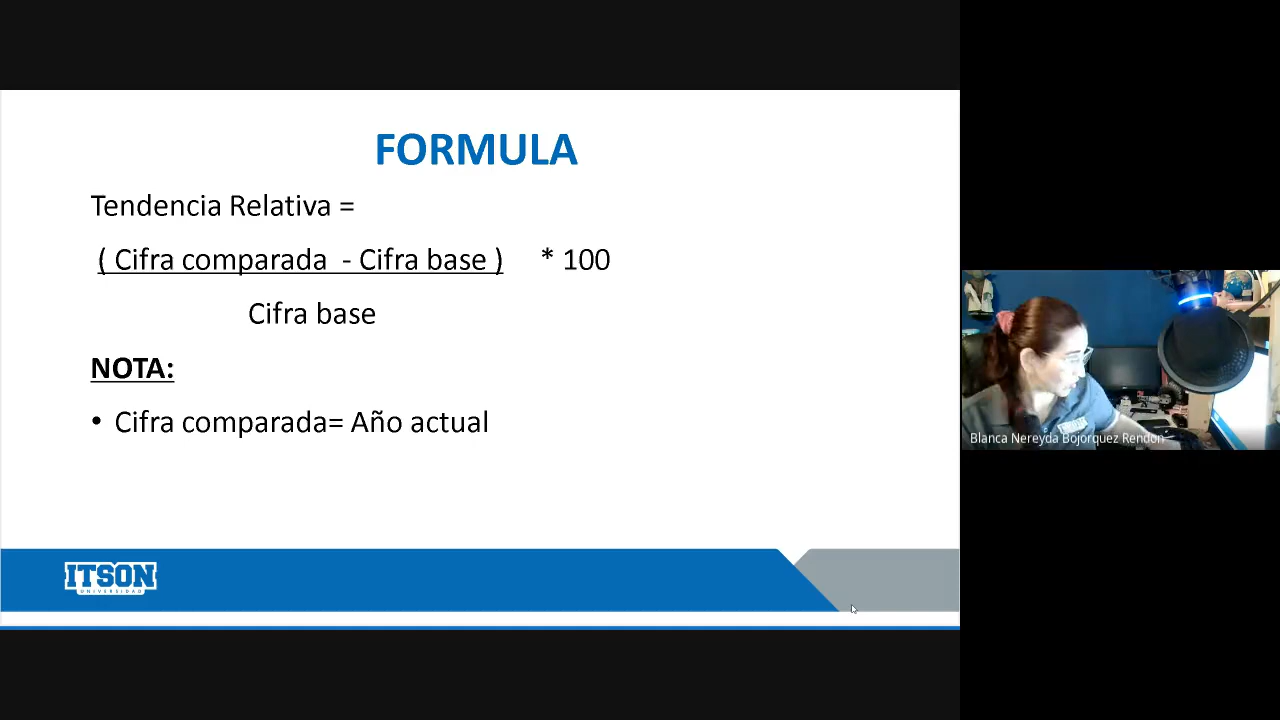 FORMULA
Tendencia Relativa =
( Cifra comparada - Cifra base ) * 100
Cifra base
NOTA:
• Cifra comparada= Año actual
ITSON
UNIVERSIDAD
Blanca Nereyda Bojorquez Rendon